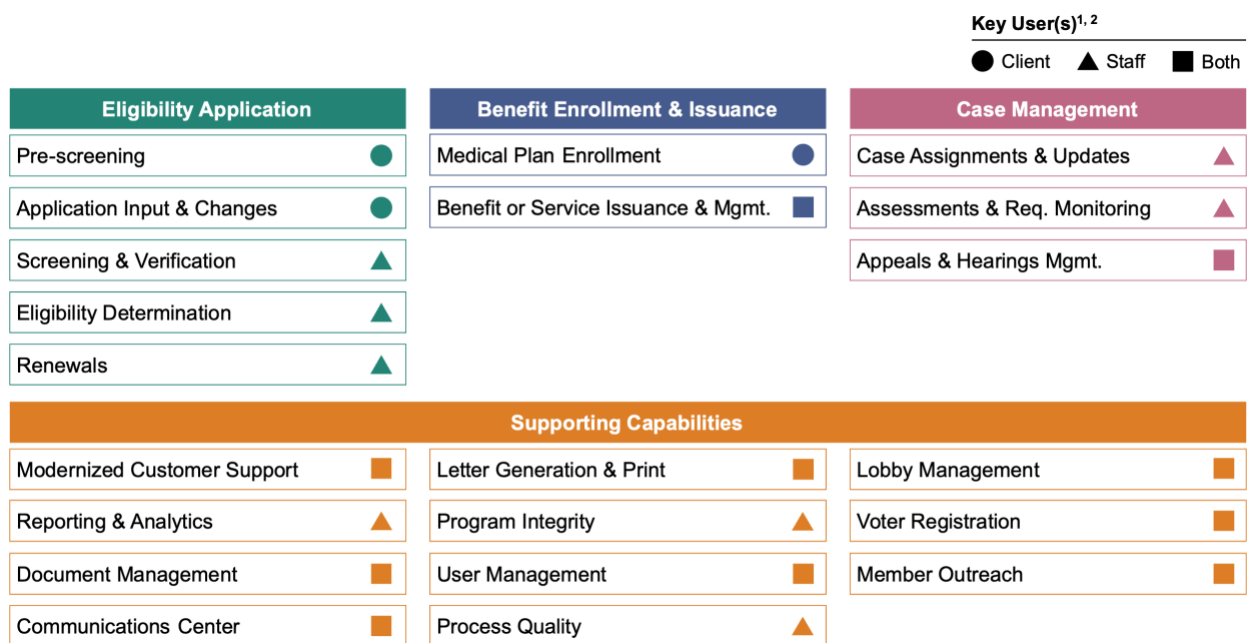 Key User(s)1, 2
Client Staff Both
Eligibility Application
Pre-screening
Application Input & Changes
Screening & Verification
Eligibility Determination
Renewals
Benefit Enrollment & Issuance
Medical Plan Enrollment
Benefit or Service Issuance & Mgmt.
Case Management
Case Assignments & Updates
Assessments & Req. Monitoring
Appeals & Hearings Mgmt.
Supporting Capabilities
Modernized Customer Support
Reporting & Analytics
Document Management
Communications Center
Letter Generation & Print
Program Integrity
User Management
Process Quality
Lobby Management
Voter Registration
Member Outreach